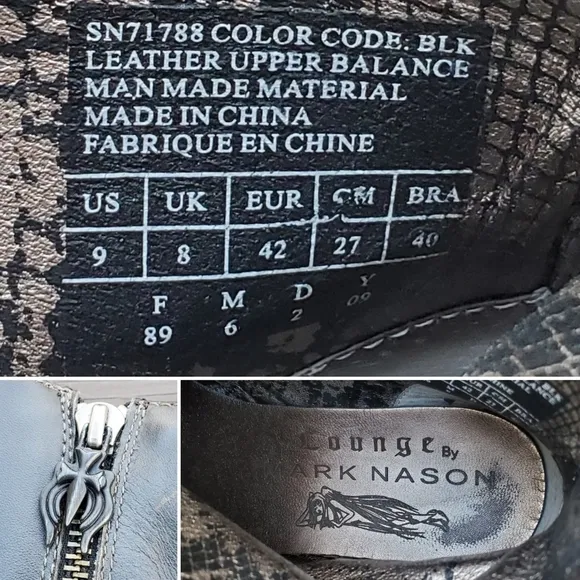 SN71788 COLOR CODE: BLK
LEATHER UPPER BALANCE
MAN MADE MATERIAL
MADE IN CHINA
FABRIQUE EN CHINE
US UK EUR CM BRA
9 8 42 27 40
F M D Y
89 6 2 09
Lounge By
ARK NASON